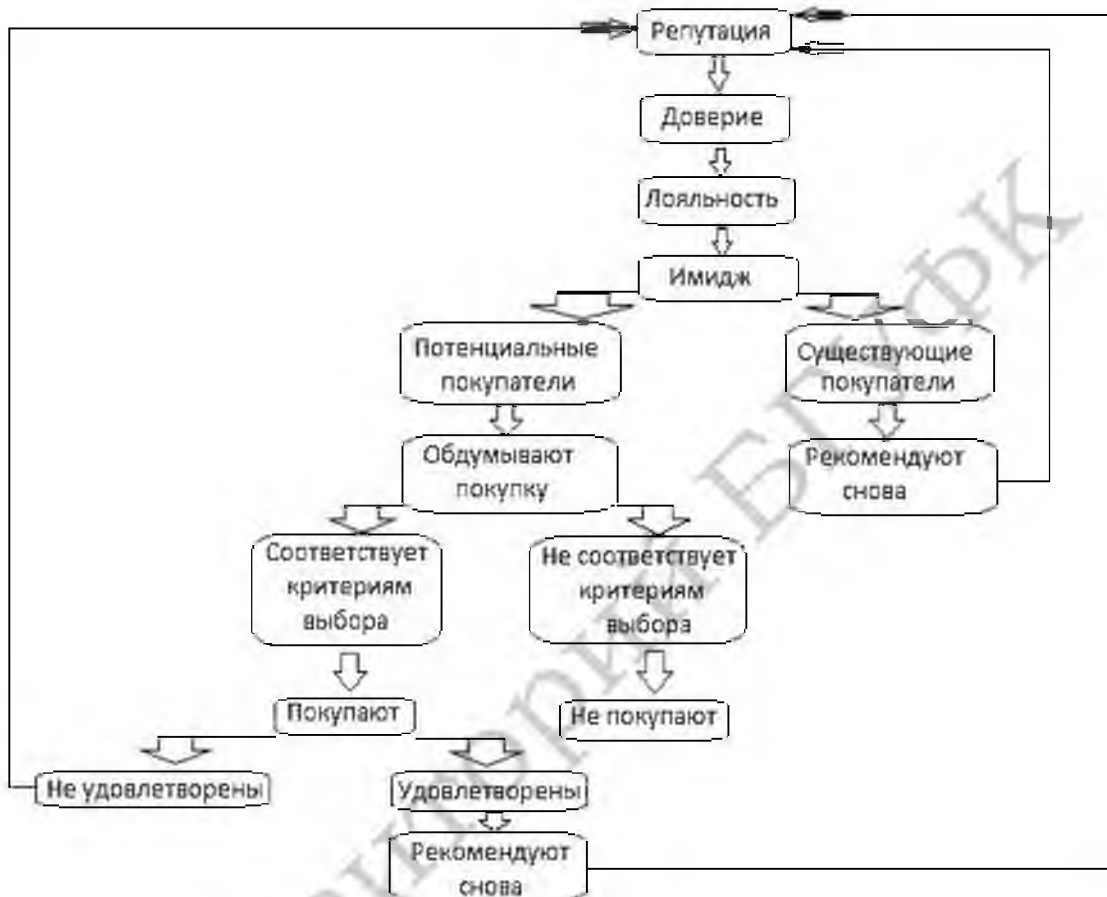 Репутация
Доверие
Лояльность
Имидж
Потенциальные
покупатели
Существующие
покупатели
Обдумывают
покупку
Рекомендуют
снова
Соответствует
критериям
выбора
Не соответствует
критериям
выбора
Покупают
Не покупают
Не удовлетворены
Удовлетворены
Рекомендуют
снова
БГУФК